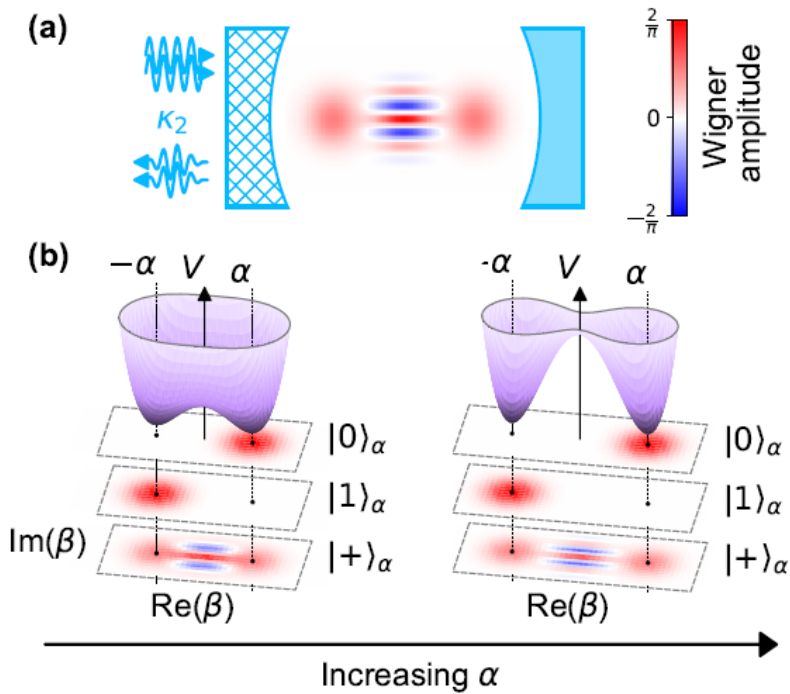 (a)
κ₂
2/π
0
−2/π
Wigner
amplitude
(b)
−α V α
-α V α
|0⟩α
|1⟩α
Im(β)
|+⟩α
Re(β)
|0⟩α
|1⟩α
|+⟩α
Re(β)
Increasing α